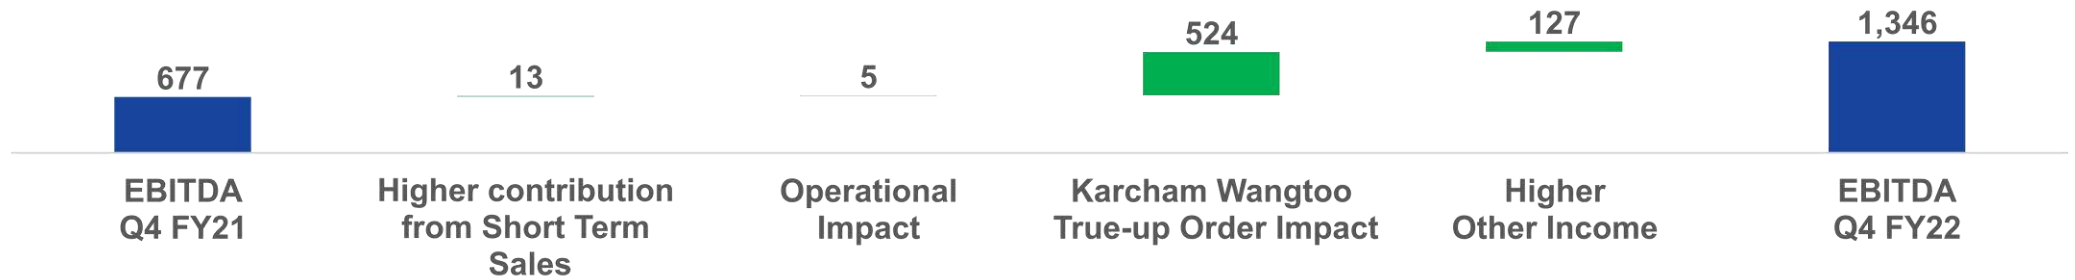 677
13
5
524
127
1,346
EBITDA
Q4 FY21
Higher contribution
from Short Term
Sales
Operational
Impact
Karcham Wangtoo
True-up Order Impact
Higher
Other Income
EBITDA
Q4 FY22